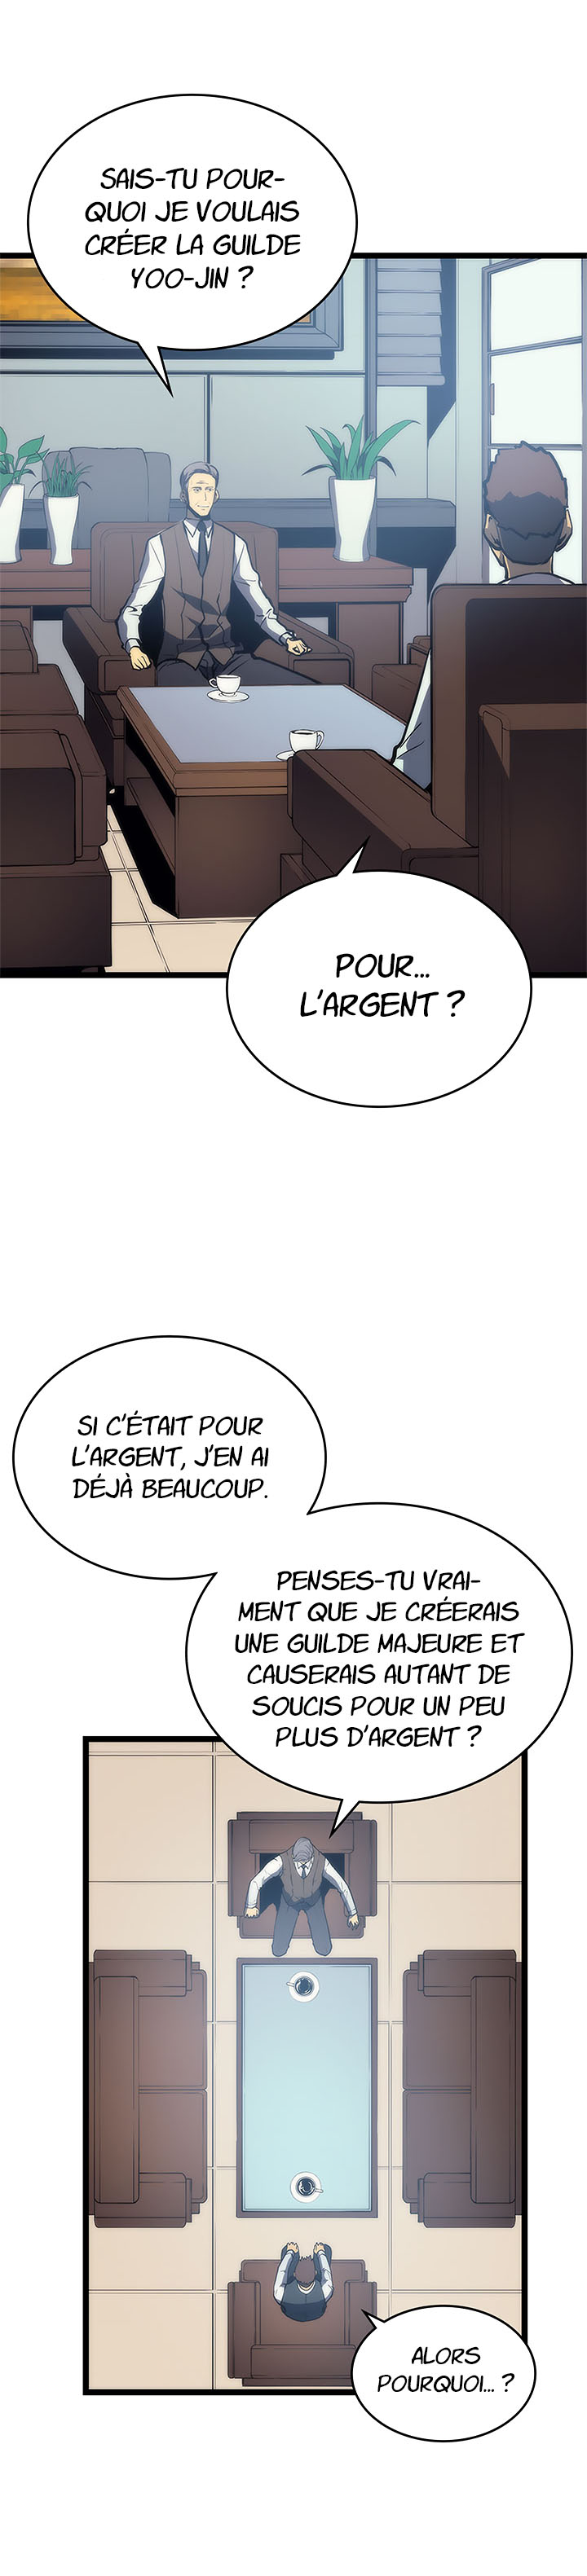 SAIS-TU POUR-
QUOI JE VOULAIS
CRÉER LA GUILDE
YOO-JIN ?
POUR...
L'ARGENT ?
SI C'ÉTAIT POUR
L'ARGENT, J'EN AI
DÉJÀ BEAUCOUP.
PENSES-TU VRAI-
MENT QUE JE CRÉERAIS
UNE GUILDE MAJEURE ET
CAUSERAIS AUTANT DE
SOUCIS POUR UN PEU
PLUS D'ARGENT ?
ALORS
POURQUOI... ?